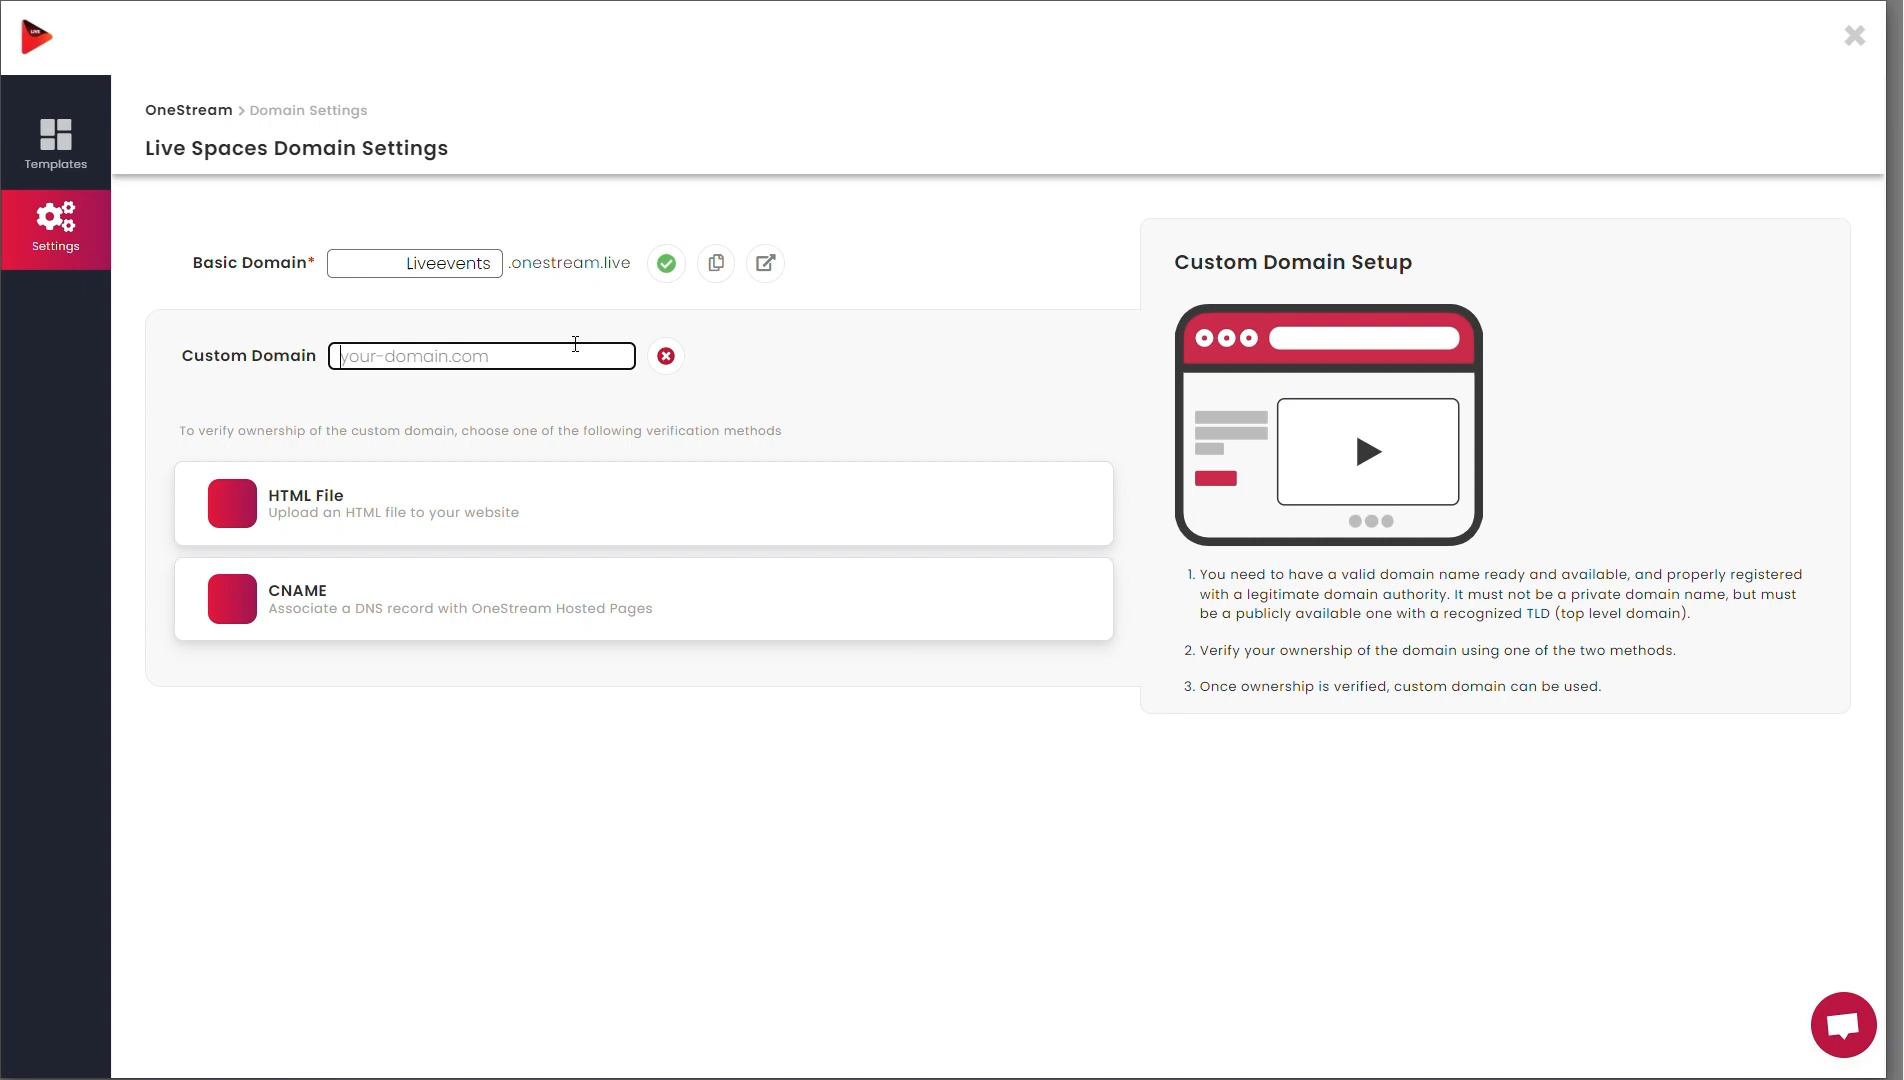 LIVE
Templates
Settings
OneStream > Domain Settings
Live Spaces Domain Settings
Basic Domain* Liveevents .onestream.live
Custom Domain your-domain.com
To verify ownership of the custom domain, choose one of the following verification methods
HTML File
Upload an HTML file to your website
CNAME
Associate a DNS record with OneStream Hosted Pages
Custom Domain Setup
1. You need to have a valid domain name ready and available, and properly registered
with a legitimate domain authority. It must not be a private domain name, but must
be a publicly available one with a recognized TLD (top level domain).
2. Verify your ownership of the domain using one of the two methods.
3. Once ownership is verified, custom domain can be used.